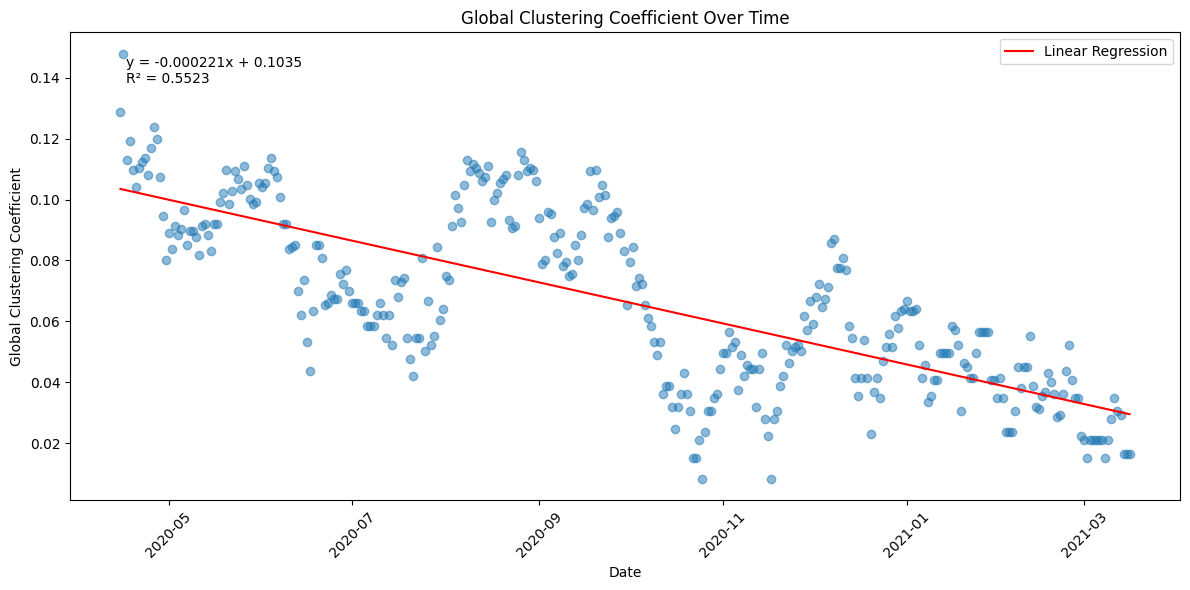 Global Clustering Coefficient Over Time
y = -0.000221x + 0.1035
R² = 0.5523
Linear Regression
Global Clustering Coefficient
0.14
0.12
0.10
0.08
0.06
0.04
0.02
2020-05
2020-07
2020-09
2020-11
2021-01
2021-03
Date